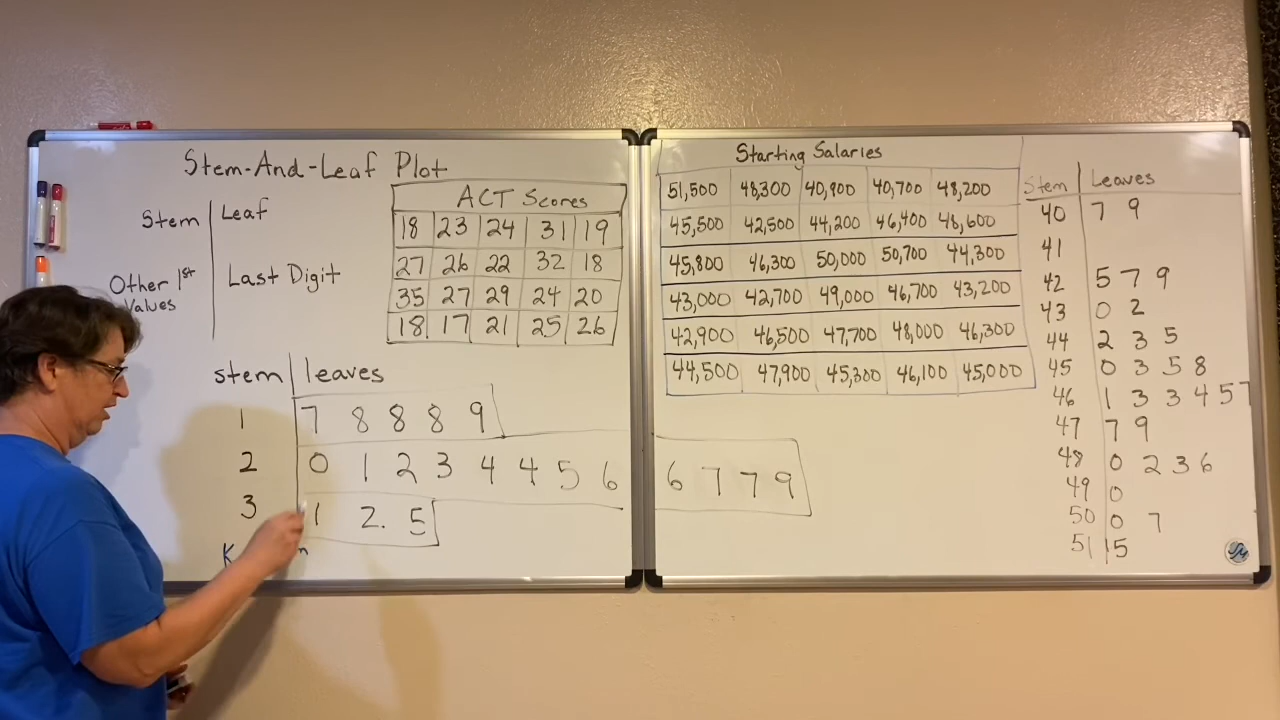 Stem-And-Leaf Plot
Stem | Leaf
Other 1st Values | Last Digit
ACT Scores
18 23 24 31 19
27 26 22 32 18
35 27 29 24 20
18 17 21 25 26
stem | leaves
1 | 7 8 8 8 9
2 | 0 1 2 3 4 4 5 6 6 7 7 9
3 | 1 2. 5
Starting Salaries
51,500 48,300 40,900 40,700 48,200
45,500 42,500 44,200 46,400 48,600
45,800 46,300 50,000 50,700 44,300
43,000 42,700 49,000 46,700 43,200
42,900 46,500 47,700 48,000 46,300
44,500 47,900 45,300 46,100 45,000
Stem | Leaves
40 | 7 9
41 |
42 | 5 7 9
43 | 0 2
44 | 2 3 5
45 | 0 3 5 8
46 | 1 3 3 4 5 7
47 | 7 9
48 | 0 2 3 6
49 | 0
50 | 0 7
51 | 5